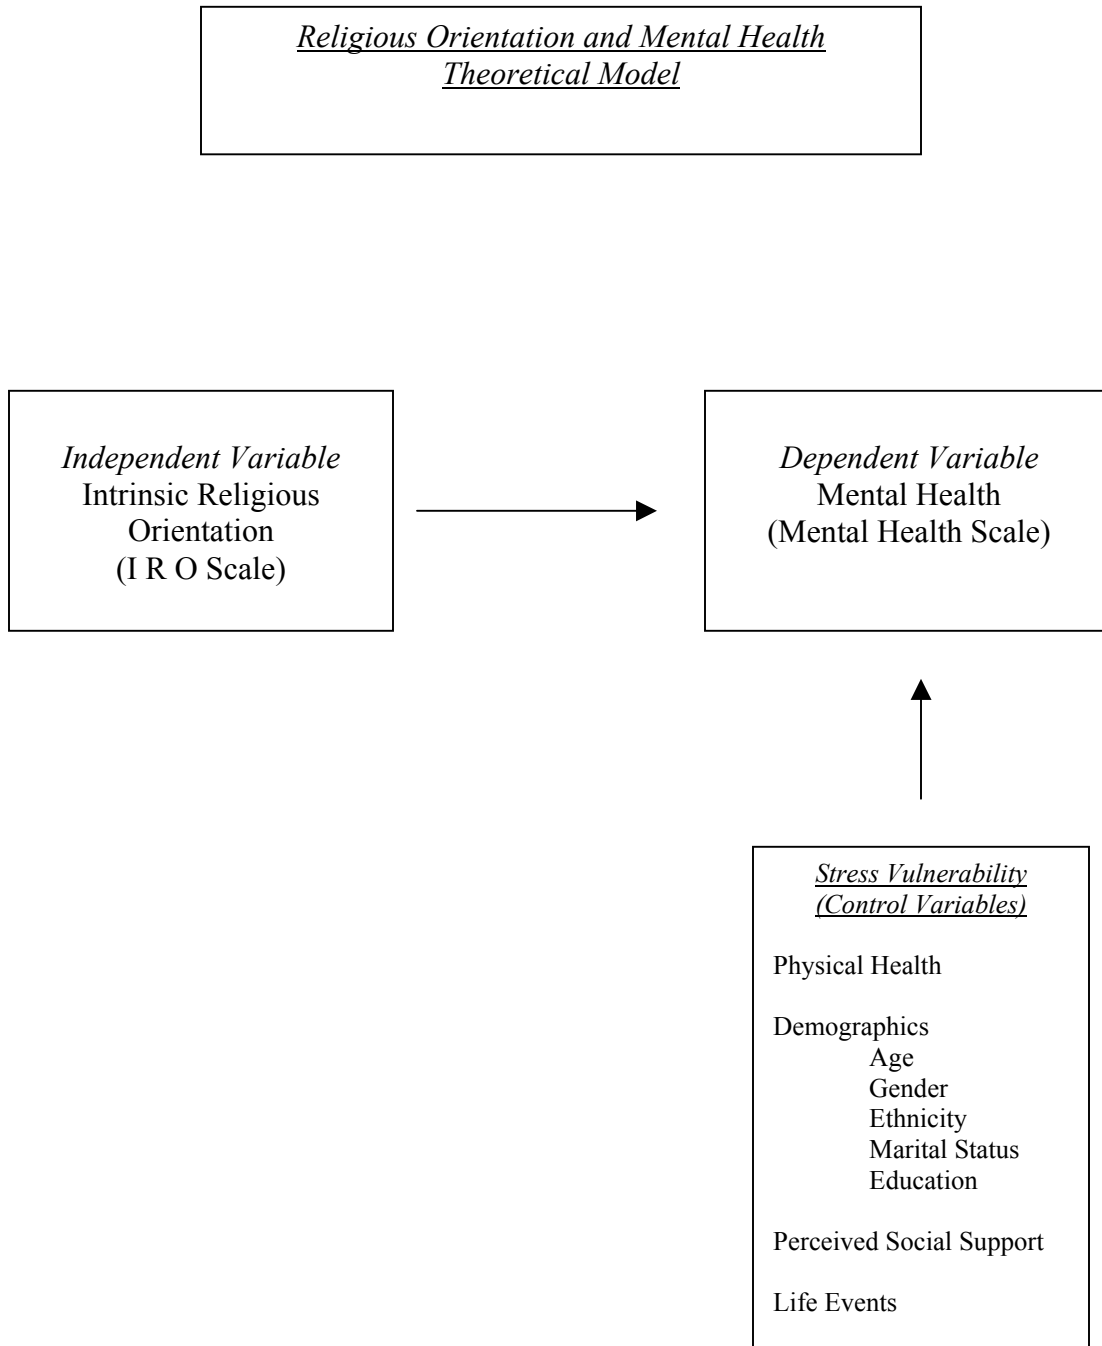 Religious Orientation and Mental Health
Theoretical Model
Independent Variable
Intrinsic Religious
Orientation
(I R O Scale)
Dependent Variable
Mental Health
(Mental Health Scale)
Stress Vulnerability
(Control Variables)
Physical Health
Demographics
Age
Gender
Ethnicity
Marital Status
Education
Perceived Social Support
Life Events